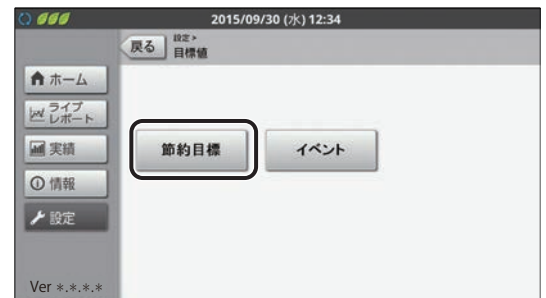 2015/09/30 (水) 12:34
戻る
設定>
目標値
ホーム
ライブ
レポート
実績
情報
設定
節約目標
イベント
Ver *.*.*.*